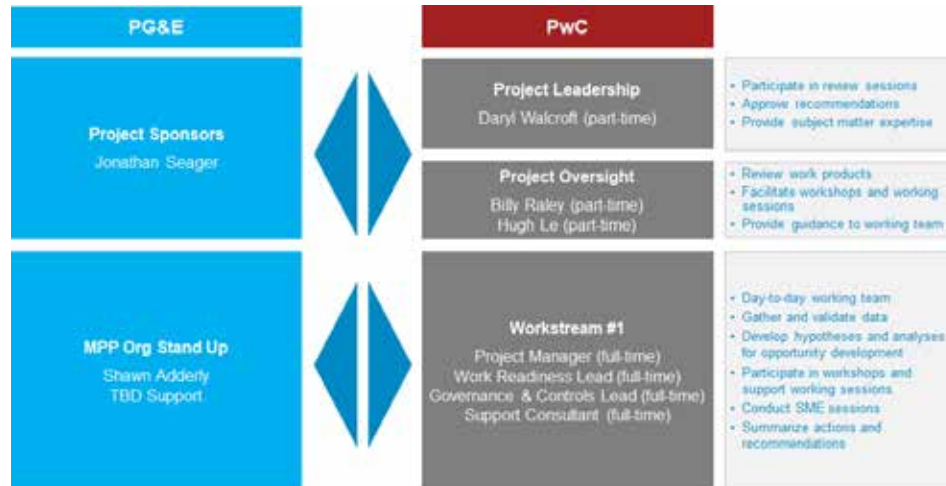 PG&E
PwC
Project Sponsors
Jonathan Seager
Project Leadership
Daryl Walcroft (part-time)
• Participate in review sessions
• Approve recommendations
• Provide subject matter expertise
Project Oversight
Billy Raley (part-time)
Hugh Le (part-time)
• Review work products
• Facilitate workshops and working
sessions
• Provide guidance to working team
MPP Org Stand Up
Shawn Adderly
TBD Support
Workstream #1
Project Manager (full-time)
Work Readiness Lead (full-time)
Governance & Controls Lead (full-time)
Support Consultant (full-time)
• Day-to-day working team
• Gather and validate data
• Develop hypotheses and analyses
for opportunity development
• Participate in workshops and
support working sessions
• Conduct SME sessions
• Summarize actions and
recommendations